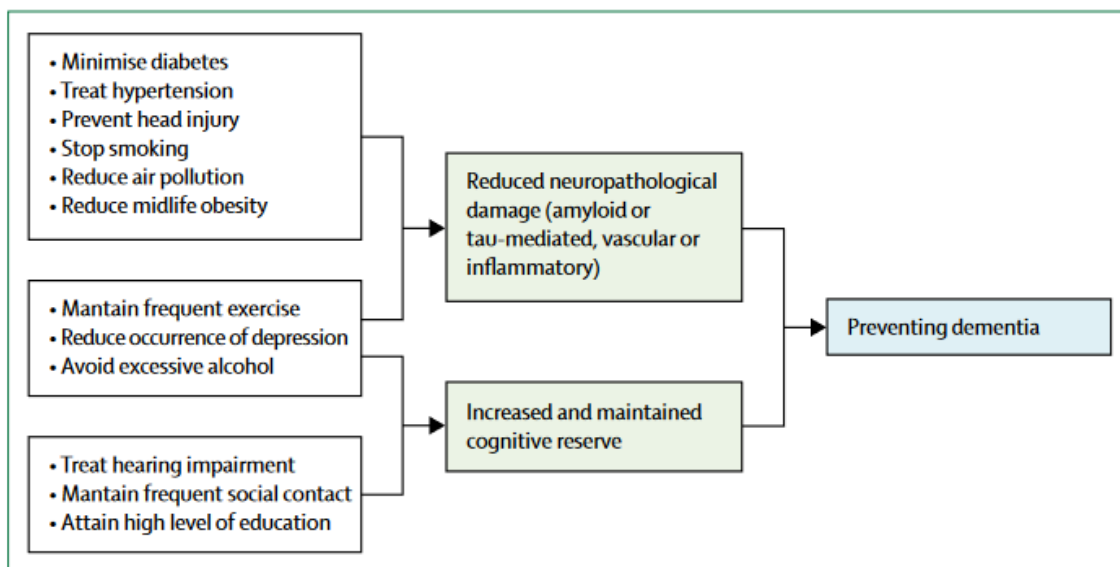 • Minimise diabetes
• Treat hypertension
• Prevent head injury
• Stop smoking
• Reduce air pollution
• Reduce midlife obesity
• Mantain frequent exercise
• Reduce occurrence of depression
• Avoid excessive alcohol
• Treat hearing impairment
• Mantain frequent social contact
• Attain high level of education
Reduced neuropathological
damage (amyloid or
tau-mediated, vascular or
inflammatory)
Increased and maintained
cognitive reserve
Preventing dementia